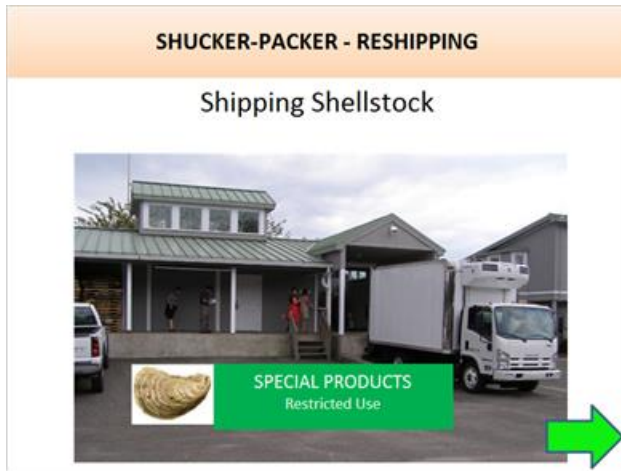 SHUCKER-PACKER - RESHIPPING
Shipping Shellstock
SPECIAL PRODUCTS
Restricted Use